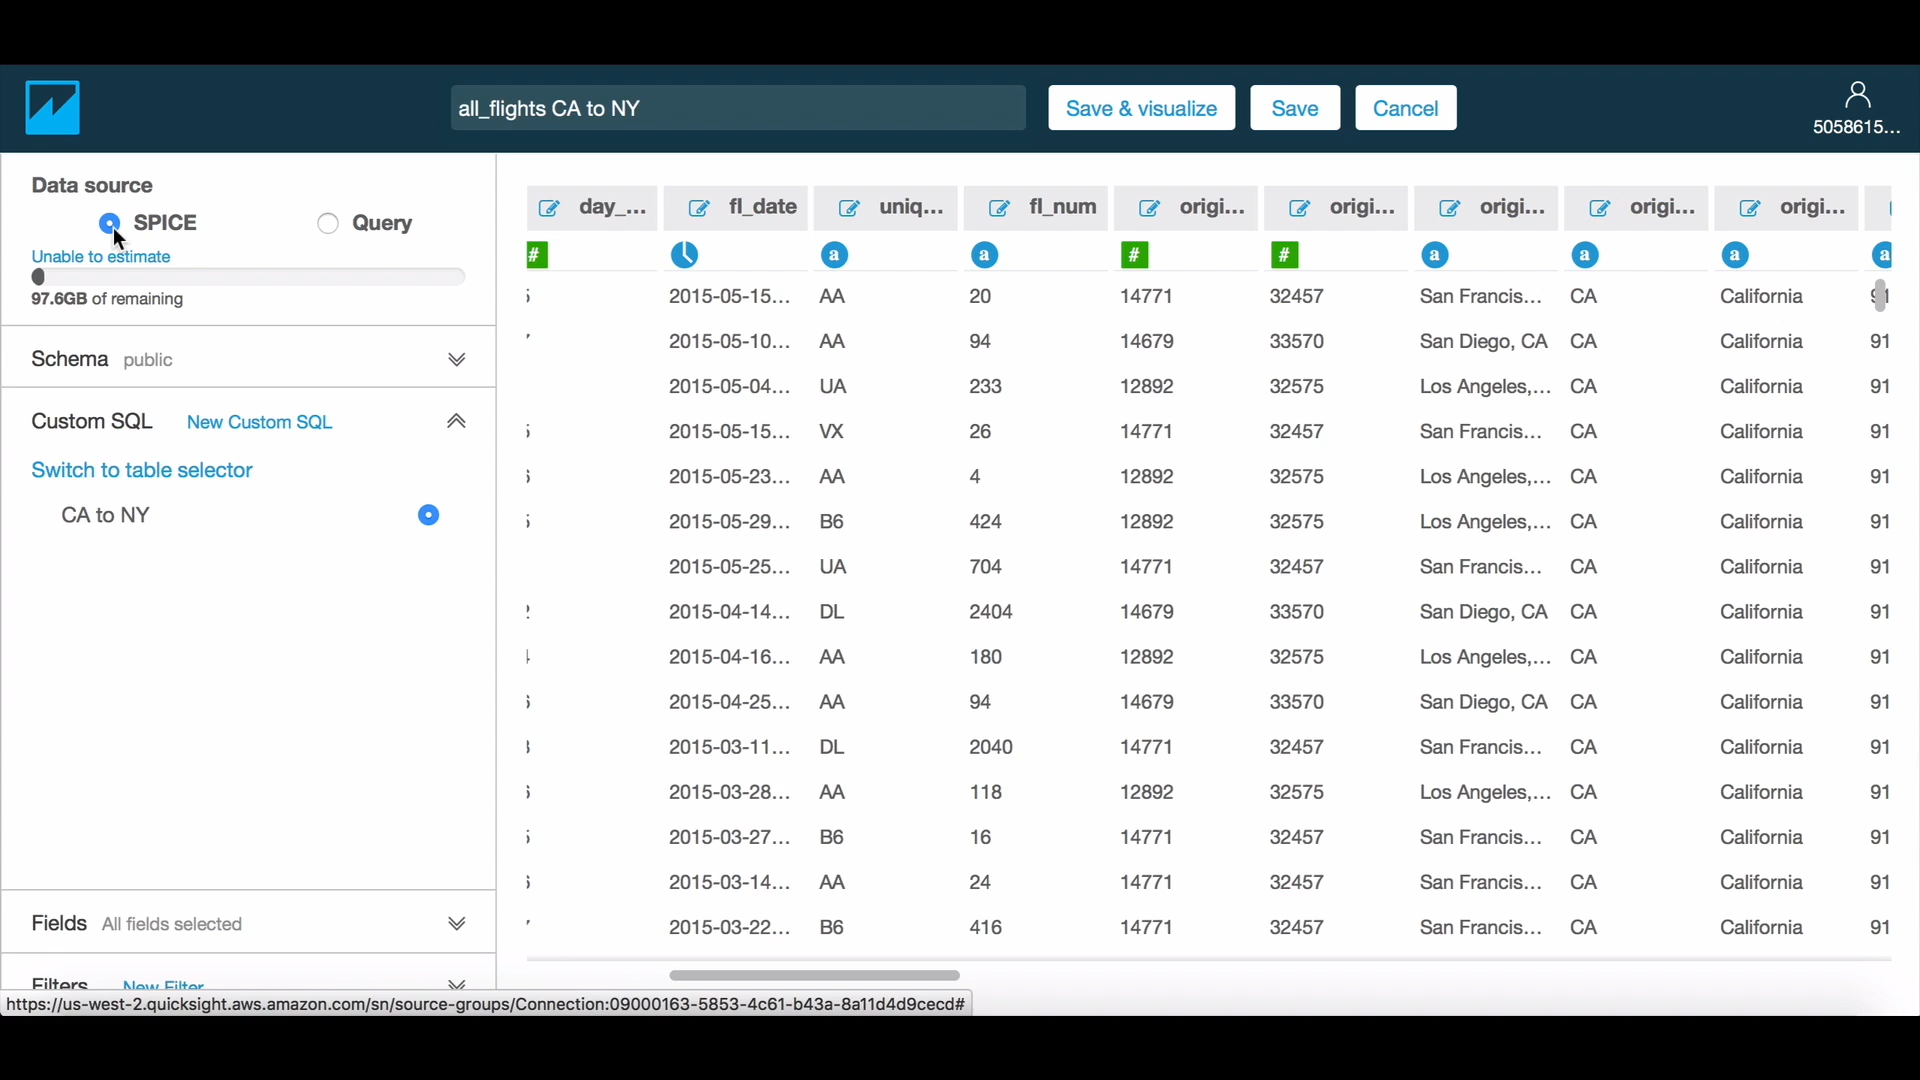 all_flights CA to NY
Save & visualize
Save
Cancel
5058615...
Data source
SPICE
Query
Unable to estimate
97.6GB of remaining
Schema public
Custom SQL New Custom SQL
Switch to table selector
CA to NY
Fields All fields selected
Filters New Filter
day_... fl_date uniq... fl_num origi... origi... origi... origi... origi...
# a a # # a a a a
2015-05-15... AA 20 14771 32457 San Francis... CA California 91
2015-05-10... AA 94 14679 33570 San Diego, CA CA California 91
2015-05-04... UA 233 12892 32575 Los Angeles,... CA California 91
2015-05-15... VX 26 14771 32457 San Francis... CA California 91
2015-05-23... AA 4 12892 32575 Los Angeles,... CA California 91
2015-05-29... B6 424 12892 32575 Los Angeles,... CA California 91
2015-05-25... UA 704 14771 32457 San Francis... CA California 91
2015-04-14... DL 2404 14679 33570 San Diego, CA CA California 91
2015-04-16... AA 180 12892 32575 Los Angeles,... CA California 91
2015-04-25... AA 94 14679 33570 San Diego, CA CA California 91
2015-03-11... DL 2040 14771 32457 San Francis... CA California 91
2015-03-28... AA 118 12892 32575 Los Angeles,... CA California 91
2015-03-27... B6 16 14771 32457 San Francis... CA California 91
2015-03-14... AA 24 14771 32457 San Francis... CA California 91
2015-03-22... B6 416 14771 32457 San Francis... CA California 91
https://us-west-2.quicksight.aws.amazon.com/sn/source-groups/Connection:09000163-5853-4c61-b43a-8a11d4d9cecd#